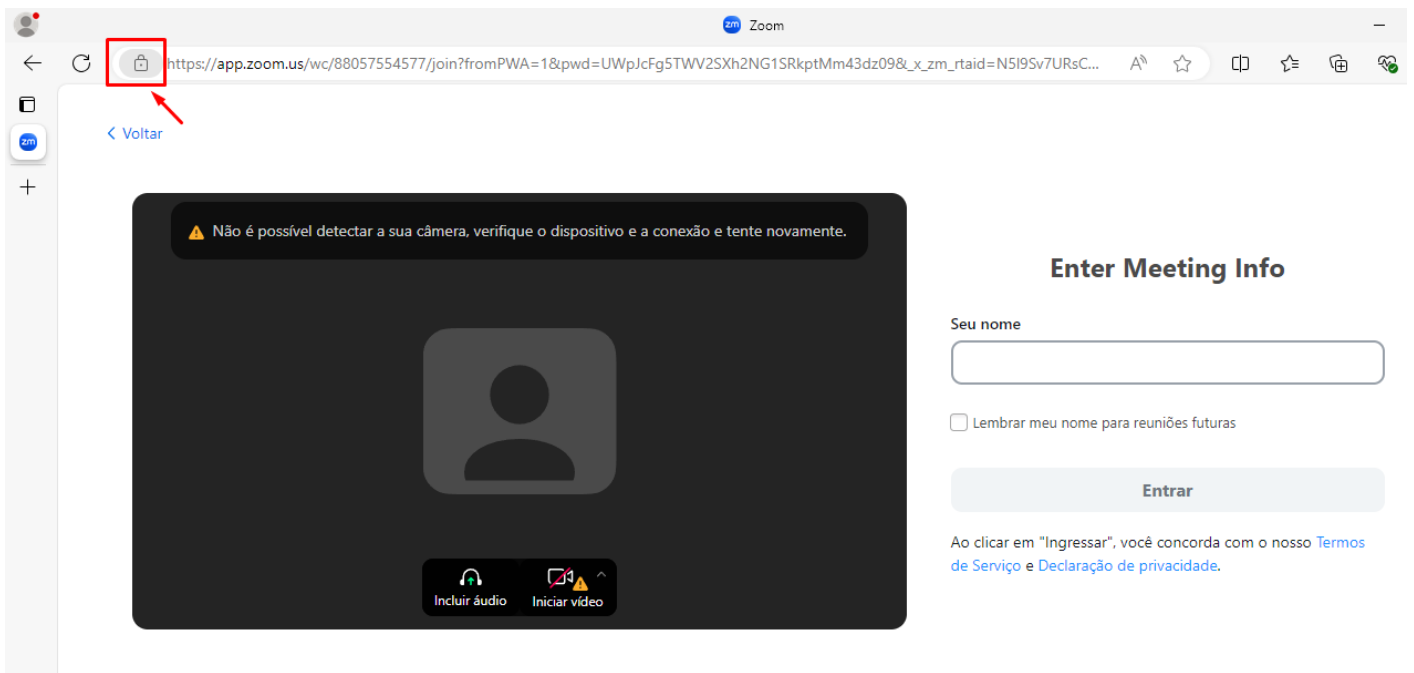 zm Zoom
https://app.zoom.us/wc/88057554577/join?fromPWA=1&pwd=UWpJcFg5TWV2SXh2NG1SRkptMm43dz09&_x_zm_rtaid=N5I9Sv7URsC...
zm
Voltar
Não é possível detectar a sua câmera, verifique o dispositivo e a conexão e tente novamente.
Incluir áudio
Iniciar vídeo
Enter Meeting Info
Seu nome
Lembrar meu nome para reuniões futuras
Entrar
Ao clicar em "Ingressar", você concorda com o nosso Termos
de Serviço e Declaração de privacidade.